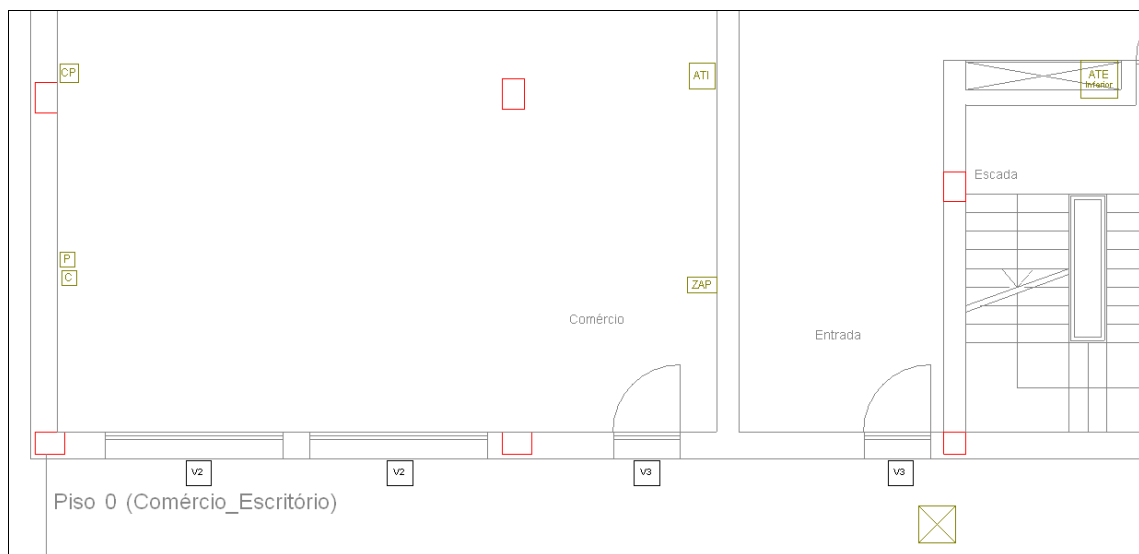 CP
ATI
ATE
Inferior
Escada
P
C
ZAP
Comércio
Entrada
V2
V2
V3
V3
Piso 0 (Comércio_Escritório)